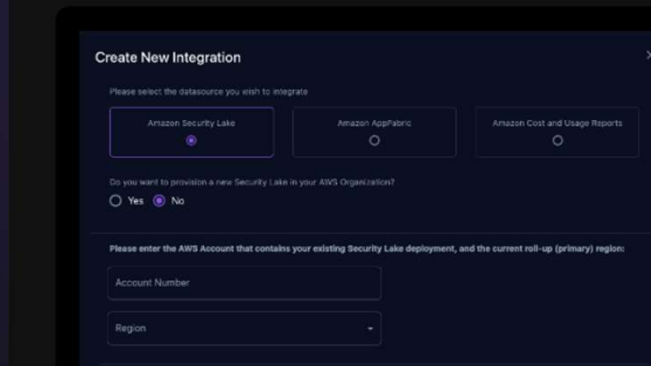 Create New Integration
Please select the datasource you wish to integrate
Amazon Security Lake
Amazon AppFabric
Amazon Cost and Usage Reports
Do you want to provision a new Security Lake in your AWS Organization?
Yes
No
Please enter the AWS Account that contains your existing Security Lake deployment, and the current roll-up (primary) region:
Account Number
Region